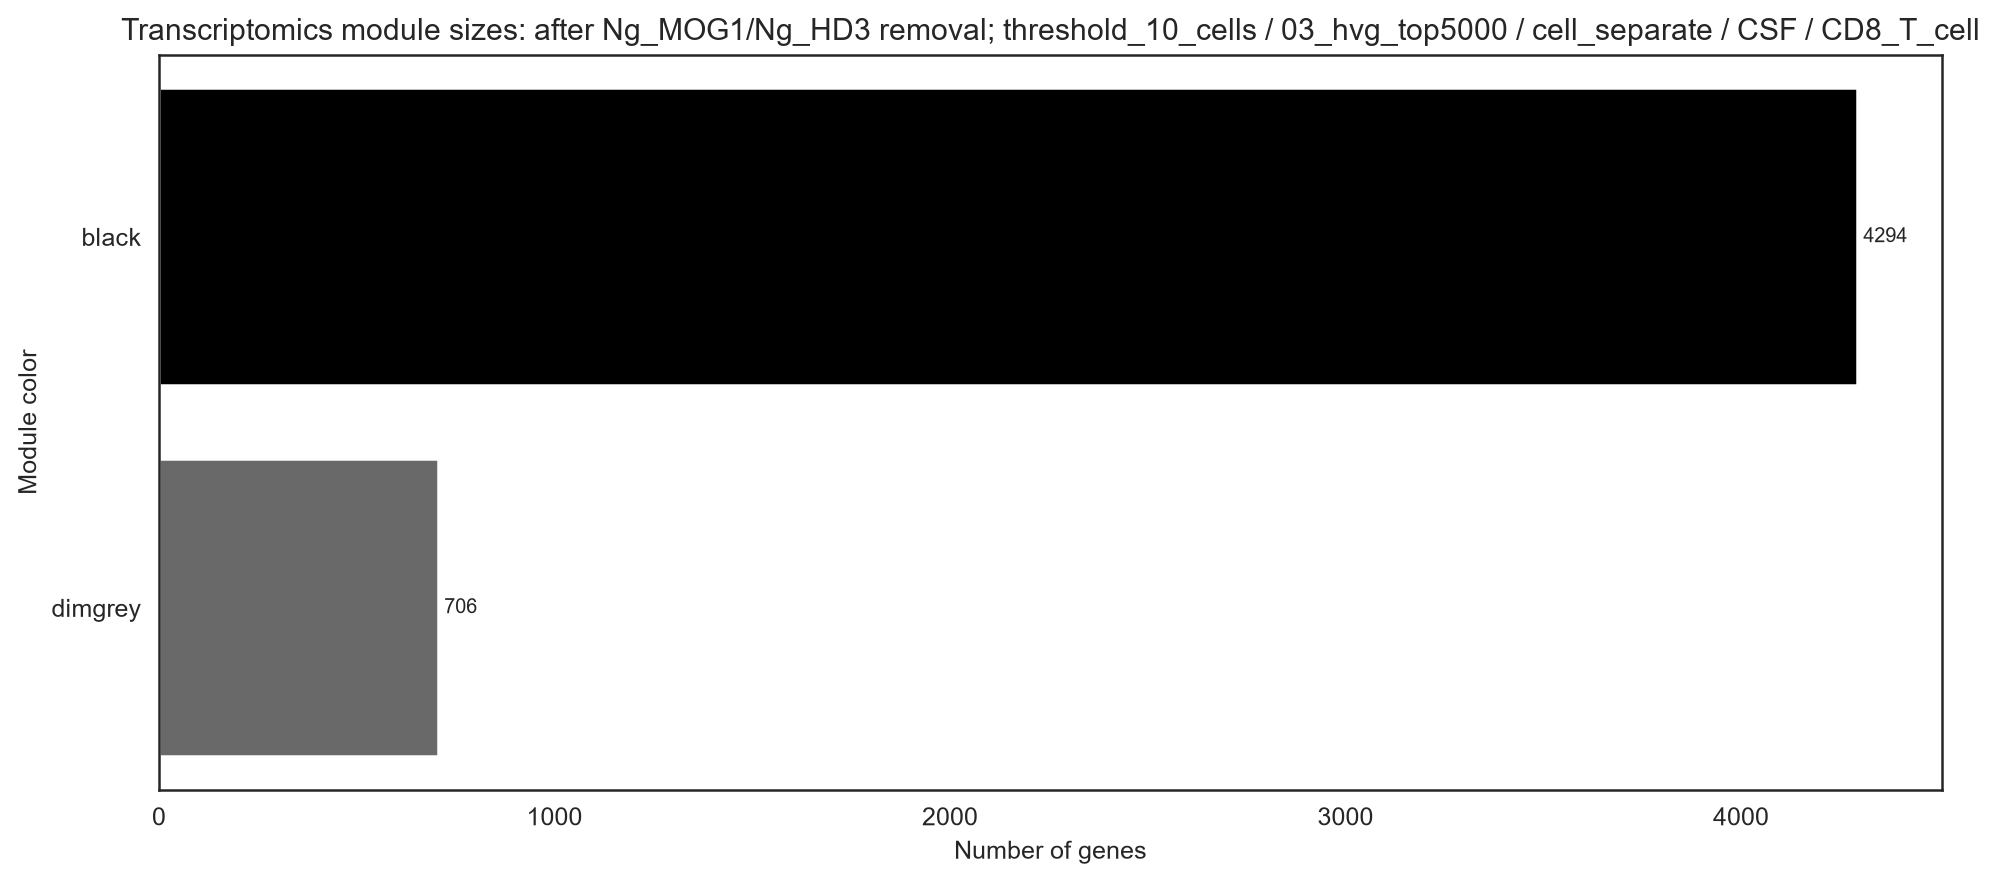 Transcriptomics module sizes: after Ng_MOG1/Ng_HD3 removal; threshold_10_cells / 03_hvg_top5000 / cell_separate / CSF / CD8_T_cell
Module color
black
4294
dimgrey
706
0 1000 2000 3000 4000
Number of genes